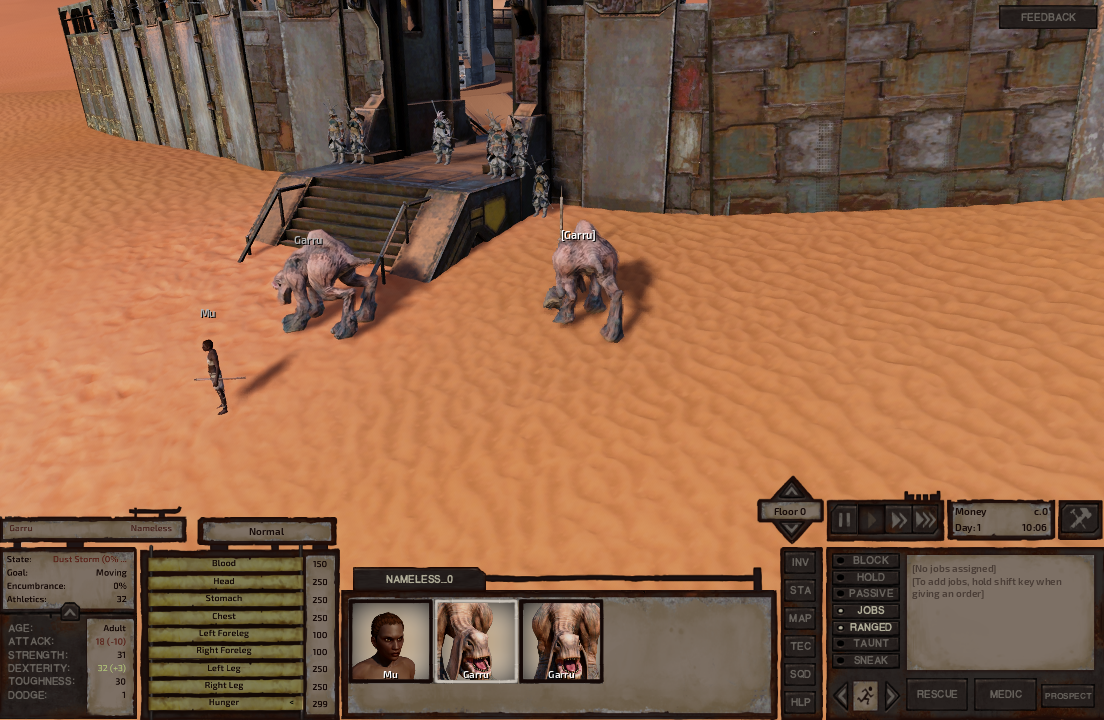 FEEDBACK
Garru
[Garru]
Mu
Garru Nameless
Normal
State: Dust Storm (0% ...
Goal: Moving
Encumbrance: 0%
Athletics: 32
AGE: Adult
ATTACK: 18 (-10)
STRENGTH: 31
DEXTERITY: 32 (+3)
TOUGHNESS: 30
DODGE: 1
Blood 150
Head 250
Stomach 250
Chest 250
Left Foreleg 100
Right Foreleg 100
Left Leg 250
Right Leg 250
Hunger < 299
NAMELESS_0
Mu
Garru
Garru
Floor 0
Money c.0
Day: 1 10:06
INV
STA
MAP
TEC
SQD
HLP
BLOCK
HOLD
PASSIVE
JOBS
RANGED
TAUNT
SNEAK
[No jobs assigned]
[To add jobs, hold shift key when
giving an order]
RESCUE
MEDIC
PROSPECT